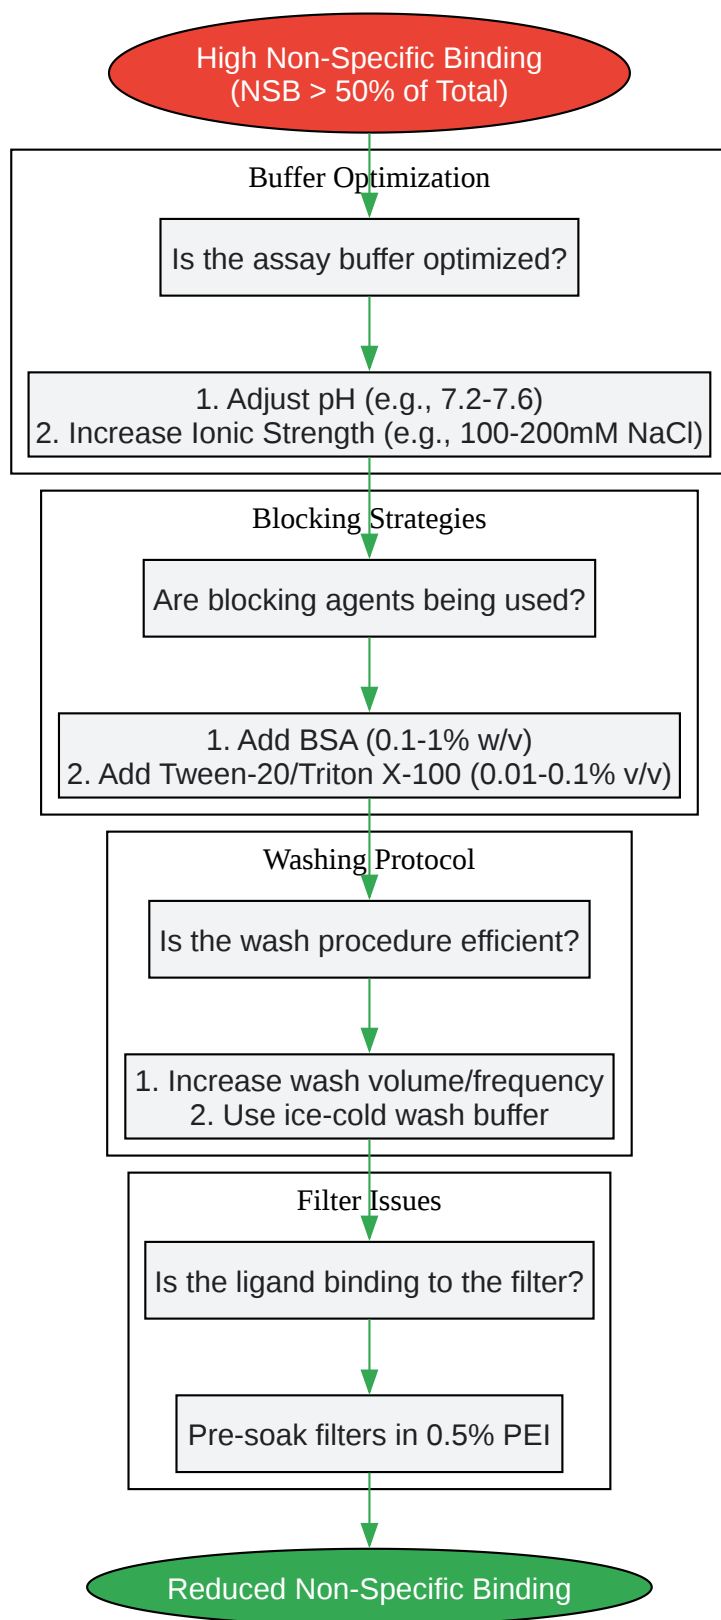 High Non-Specific Binding
(NSB > 50% of Total)
Buffer Optimization
Is the assay buffer optimized?
1. Adjust pH (e.g., 7.2-7.6)
2. Increase Ionic Strength (e.g., 100-200mM NaCl)
Blocking Strategies
Are blocking agents being used?
1. Add BSA (0.1-1% w/v)
2. Add Tween-20/Triton X-100 (0.01-0.1% v/v)
Washing Protocol
Is the wash procedure efficient?
1. Increase wash volume/frequency
2. Use ice-cold wash buffer
Filter Issues
Is the ligand binding to the filter?
Pre-soak filters in 0.5% PEI
Reduced Non-Specific Binding